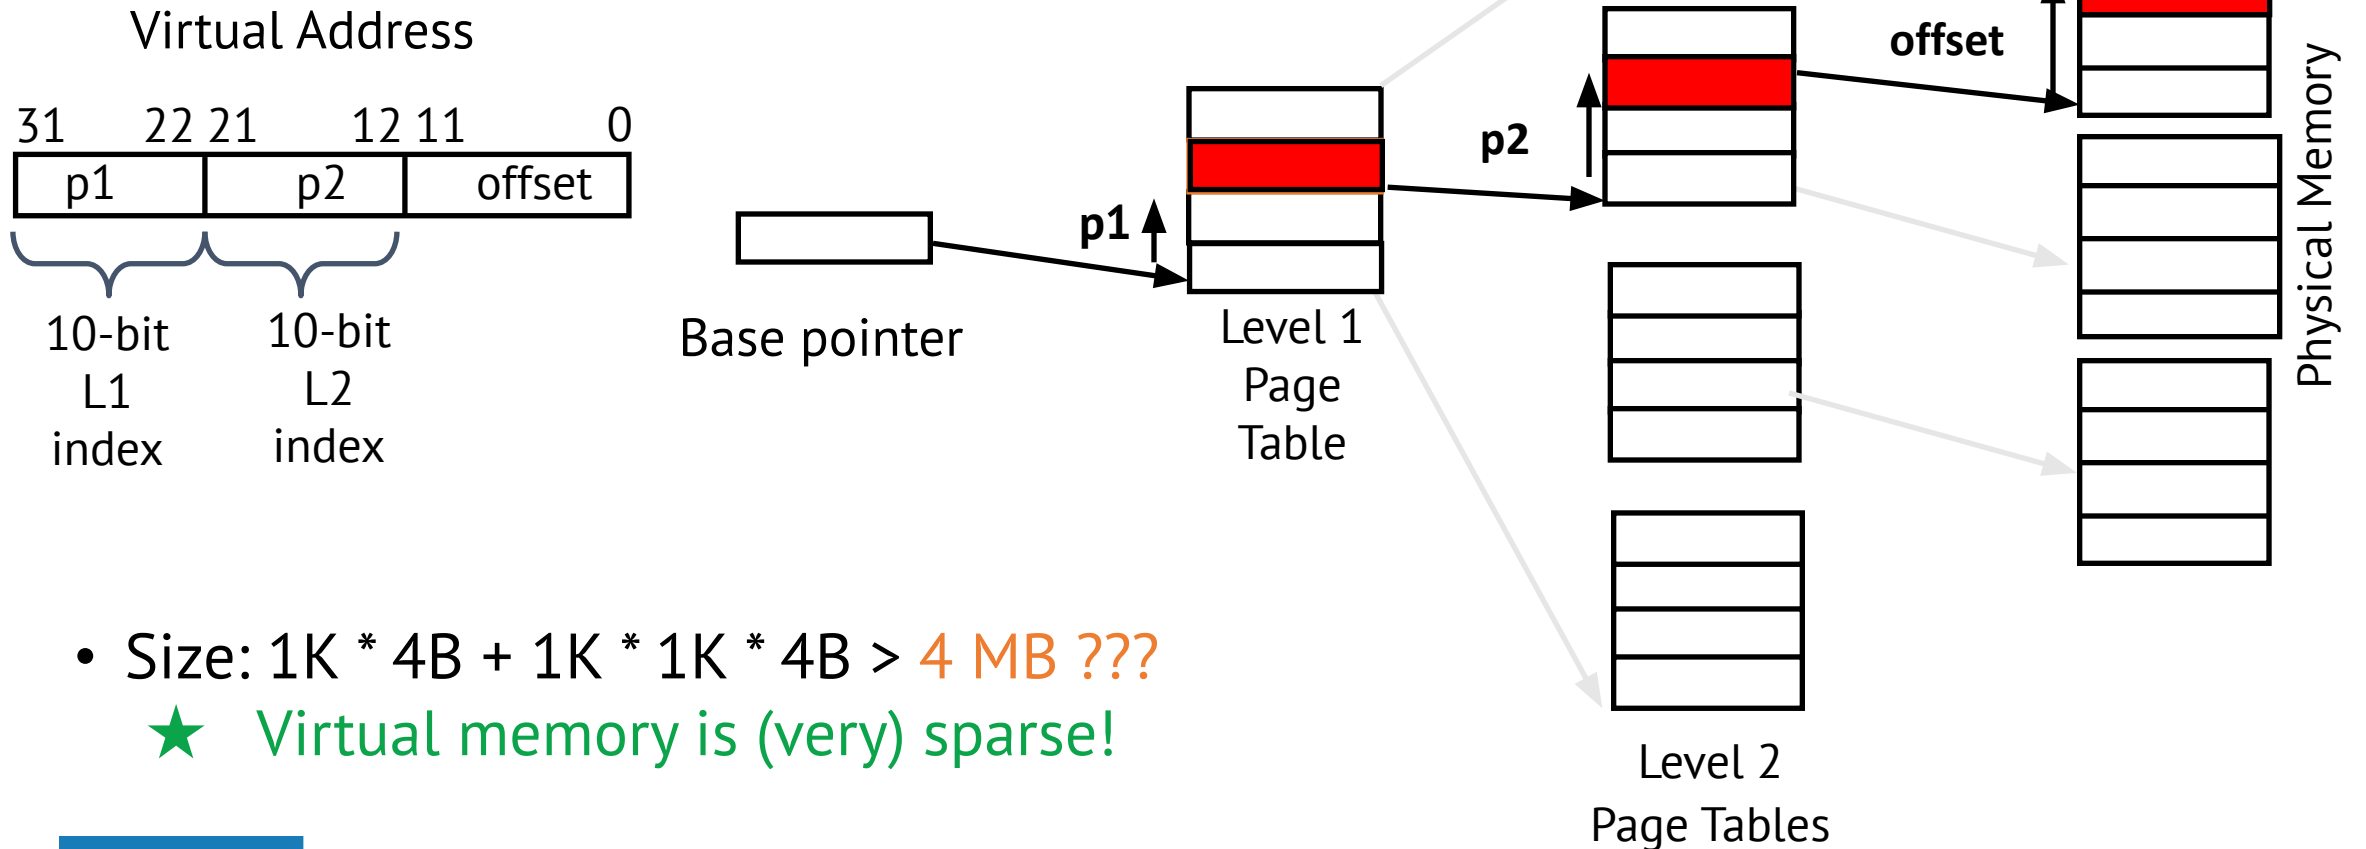 Virtual Address
31 22 21 12 11 0
p1 p2 offset
10-bit
L1
index
10-bit
L2
index
Base pointer
p1
Level 1
Page
Table
p2
offset
Physical Memory
Level 2
Page Tables
• Size: 1K * 4B + 1K * 1K * 4B > 4 MB ???
★ Virtual memory is (very) sparse!